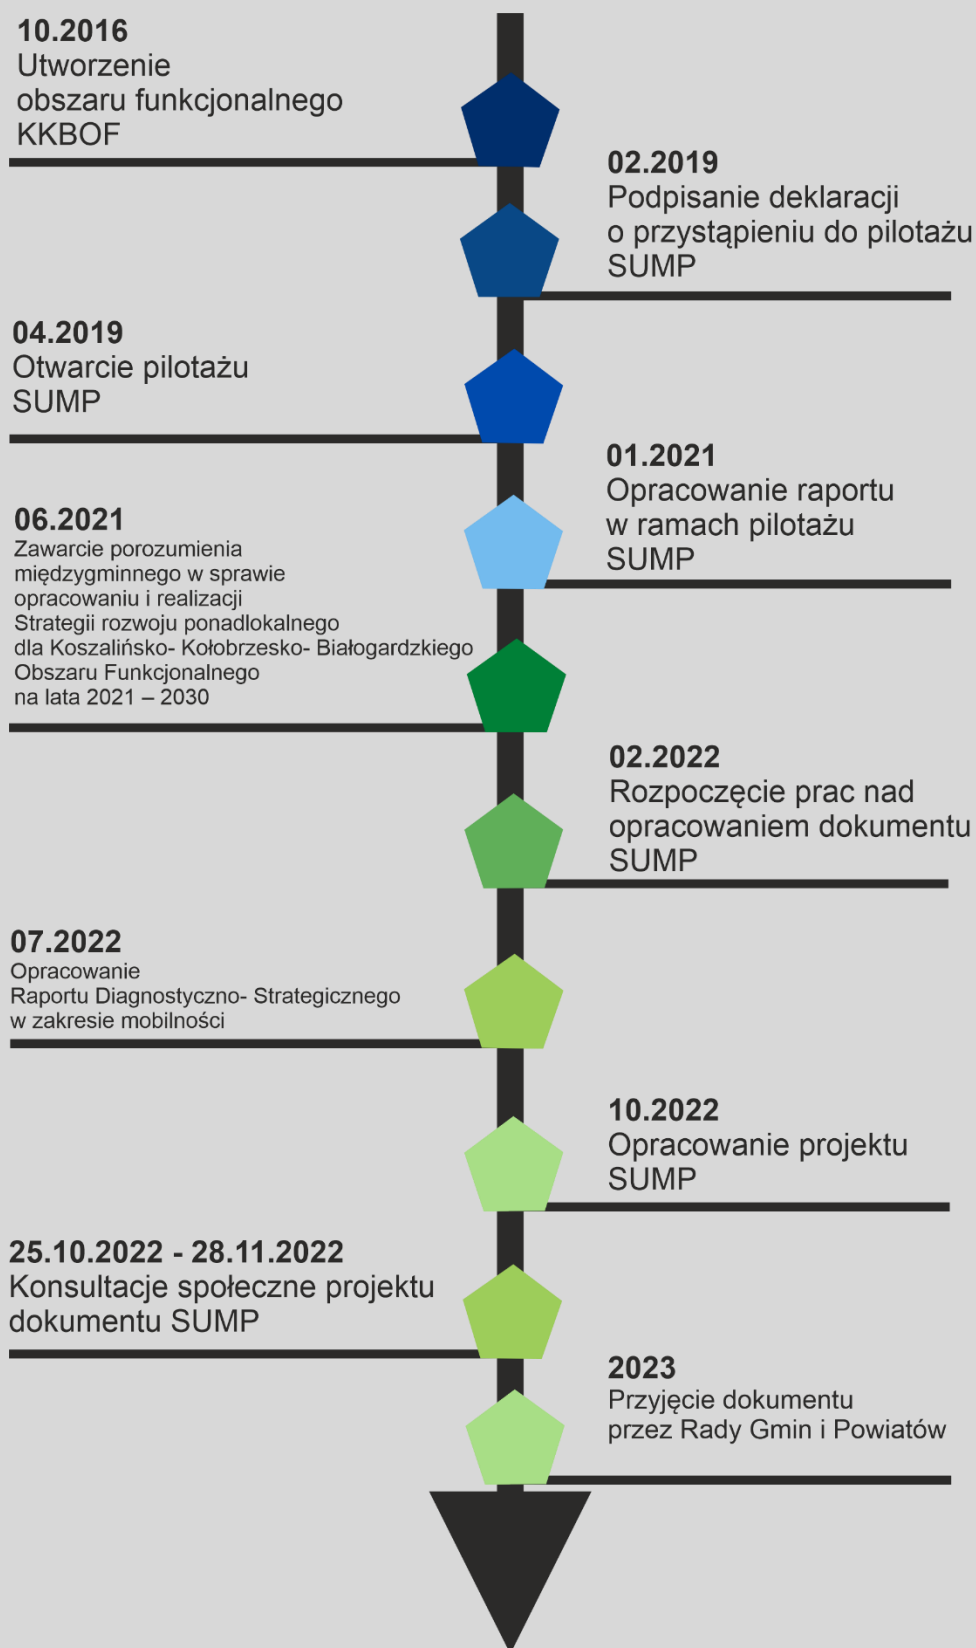 10.2016
Utworzenie
obszaru funkcjonalnego
KKBOF
02.2019
Podpisanie deklaracji
o przystąpieniu do pilotażu
SUMP
04.2019
Otwarcie pilotażu
SUMP
01.2021
Opracowanie raportu
w ramach pilotażu
SUMP
06.2021
Zawarcie porozumienia
międzygminnego w sprawie
opracowaniu i realizacji
Strategii rozwoju ponadlokalnego
dla Koszalińsko- Kołobrzesko- Białogardzkiego
Obszaru Funkcjonalnego
na lata 2021 – 2030
02.2022
Rozpoczęcie prac nad
opracowaniem dokumentu
SUMP
07.2022
Opracowanie
Raportu Diagnostyczno- Strategicznego
w zakresie mobilności
10.2022
Opracowanie projektu
SUMP
25.10.2022 - 28.11.2022
Konsultacje społeczne projektu
dokumentu SUMP
2023
Przyjęcie dokumentu
przez Rady Gmin i Powiatów